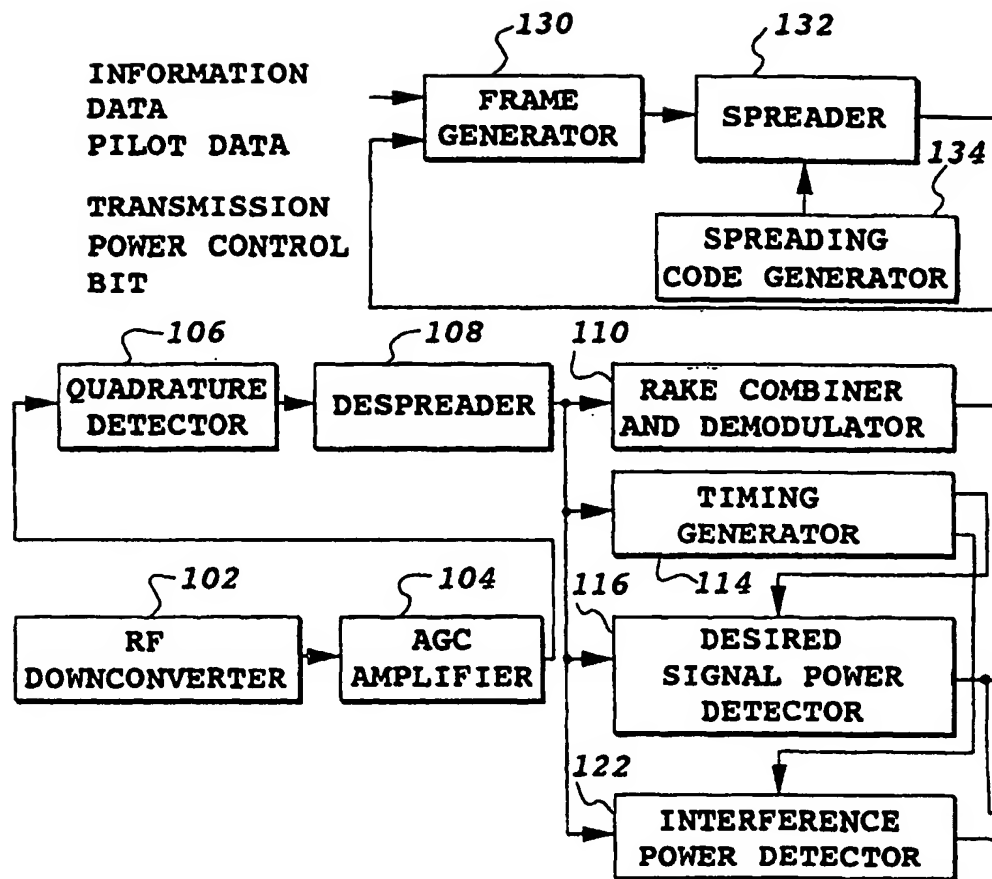 130
132
INFORMATION
DATA
PILOT DATA
FRAME
GENERATOR
SPREADER
134
TRANSMISSION
POWER CONTROL
BIT
SPREADING
CODE GENERATOR
106
108
110
QUADRATURE
DETECTOR
DESPREADER
RAKE COMBINER
AND DEMODULATOR
TIMING
GENERATOR
102
104
116
114
RF
DOWNCONVERTER
AGC
AMPLIFIER
DESIRED
SIGNAL POWER
DETECTOR
122
INTERFERENCE
POWER DETECTOR